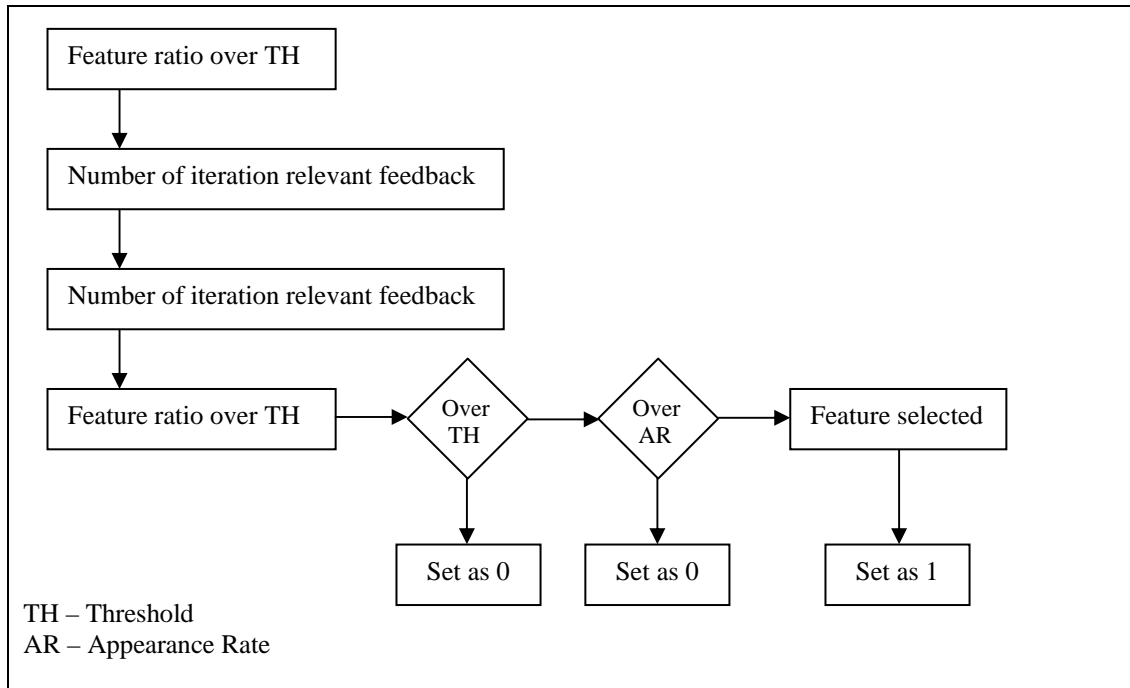 Feature ratio over TH
Number of iteration relevant feedback
Number of iteration relevant feedback
Feature ratio over TH
Over
TH
Over
AR
Feature selected
Set as 0
Set as 0
Set as 1
TH – Threshold
AR – Appearance Rate